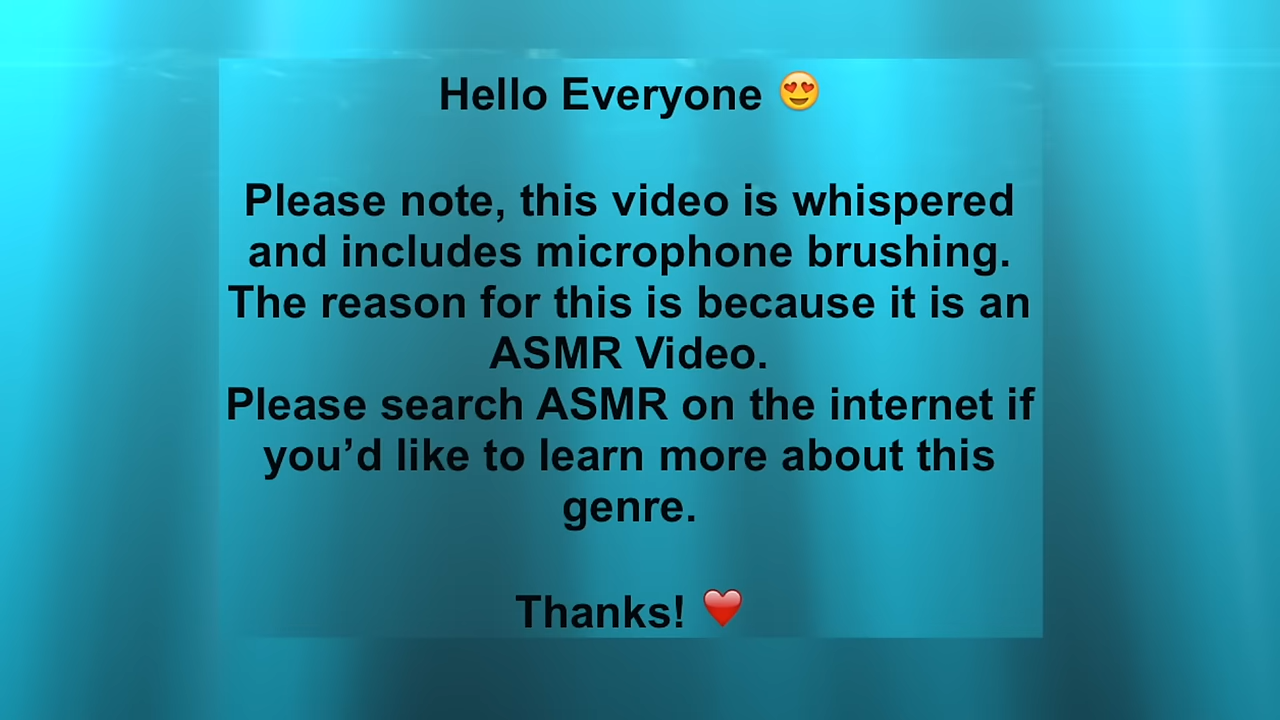 Hello Everyone 😍
Please note, this video is whispered
and includes microphone brushing.
The reason for this is because it is an
ASMR Video.
Please search ASMR on the internet if
you’d like to learn more about this
genre.
Thanks! ❤️